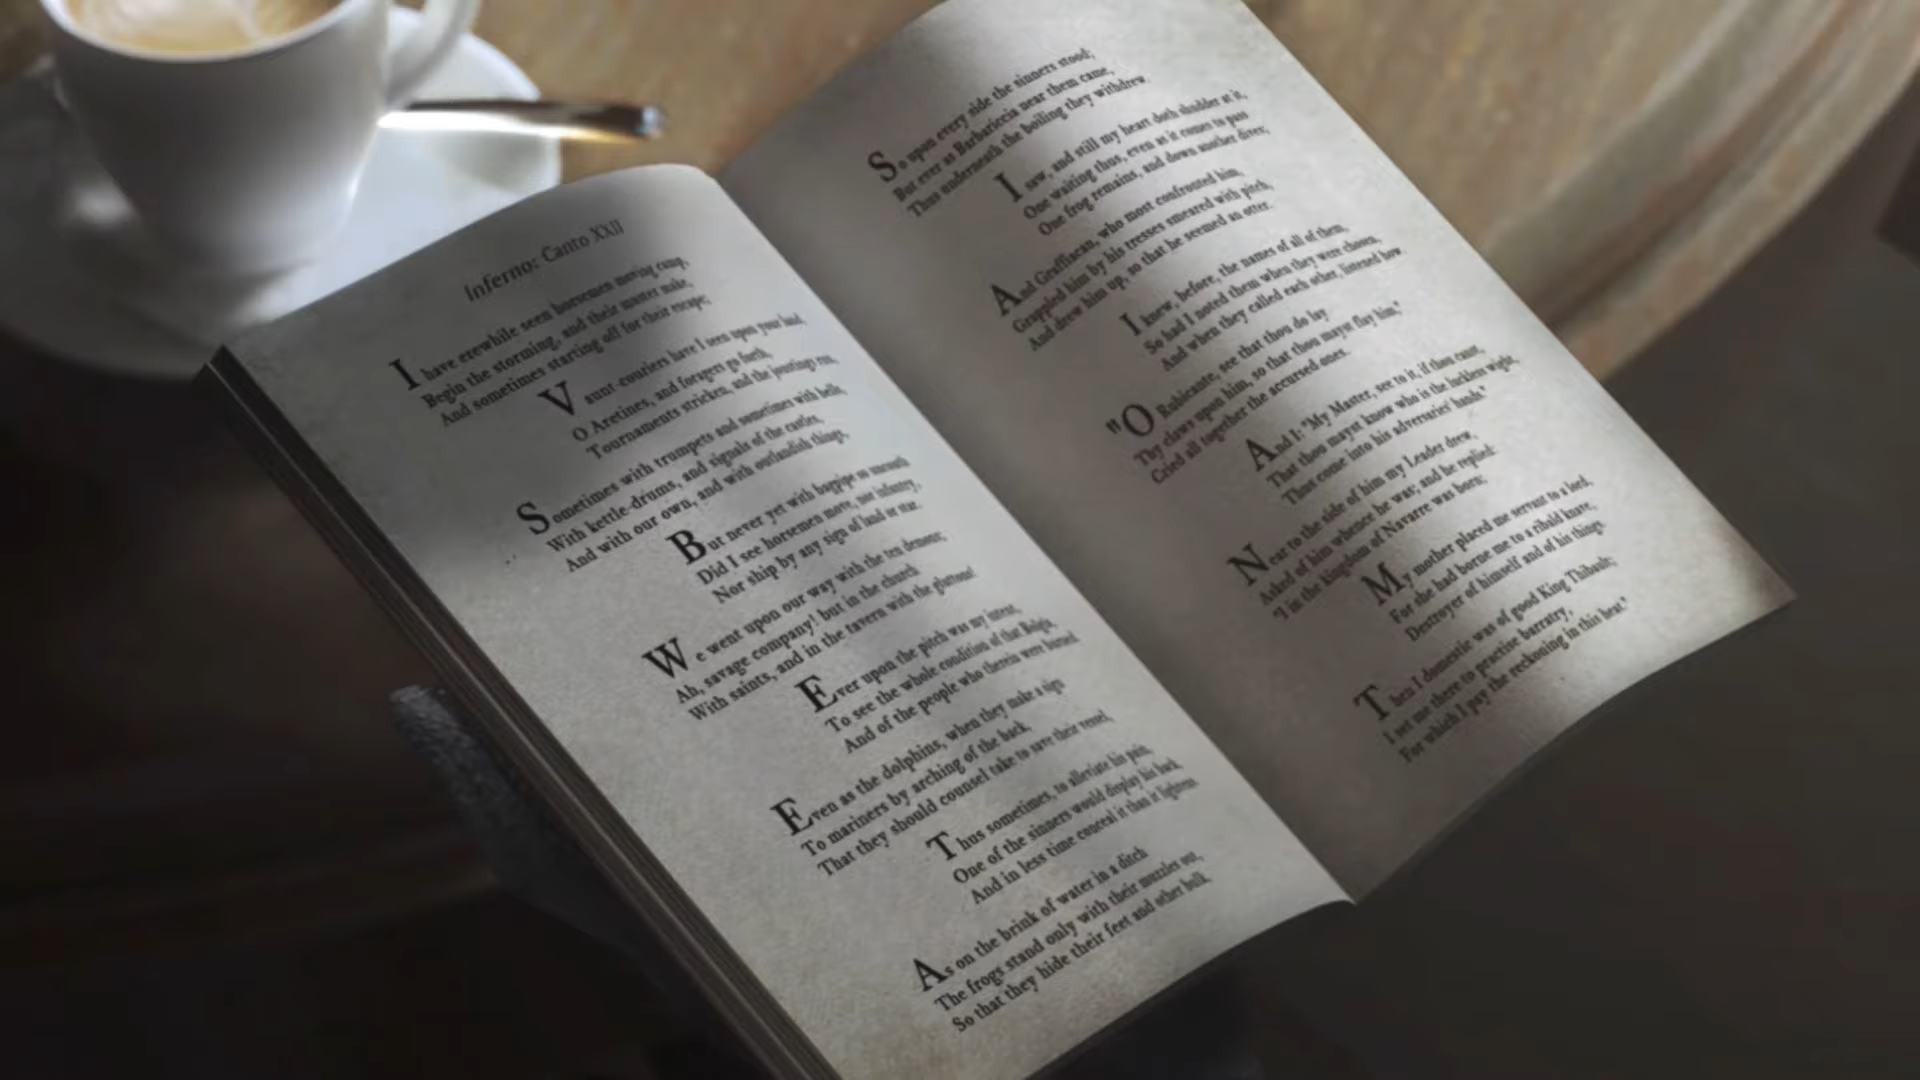 Inferno: Canto XXII
I have erewhile seen horsemen moving camp,
Begin the storming, and their muster make,
And sometimes starting off for their escape;
Vaunt-couriers have I seen upon your land,
O Aretines, and foragers go forth,
Tournaments stricken, and the joustings run,
Sometimes with trumpets and sometimes with bells,
With kettle-drums, and signals of the castles,
And with our own, and with outlandish things,
But never yet with bagpipe so uncouth
Did I see horsemen move, nor infantry,
Nor ship by any sign of land or star.
We went upon our way with the ten demons;
Ah, savage company! but in the church
With saints, and in the tavern with the gluttons!
Ever upon the pitch was my intent,
To see the whole condition of that Bolgia,
And of the people who therein were burned.
Even as the dolphins, when they make a sign
To mariners by arching of the back,
That they should counsel take to save their vessel,
Thus sometimes, to alleviate his pain,
One of the sinners would display his back,
And in less time conceal it than it lightens.
As on the brink of water in a ditch
The frogs stand only with their muzzles out,
So that they hide their feet and other bulk,
So upon every side the sinners stood;
But ever as Barbariccia near them came,
Thus underneath the boiling they withdrew.
I saw, and still my heart doth shudder at it,
One waiting thus, even as it comes to pass
One frog remains, and down another dives;
And Graffiacan, who most confronted him,
Grappled him by his tresses smeared with pitch,
And drew him up, so that he seemed an otter.
I knew, before, the names of all of them,
So had I noted them when they were chosen,
And when they called each other, listened how.
"O Rubicante, see that thou do lay
Thy claws upon him, so that thou mayst flay him,"
Cried all together the accursed ones.
And I: "My Master, see to it, if thou canst,
That thou mayst know who is the luckless wight,
Thus come into his adversaries' hands."
Near to the side of him my Leader drew,
Asked of him whence he was; and he replied:
"I in the kingdom of Navarre was born;
My mother placed me servant to a lord,
For she had borne me to a ribald knave,
Destroyer of himself and of his things.
Then I domestic was of good King Thibault;
I set me there to practise barratry,
For which I pay the reckoning in this heat."